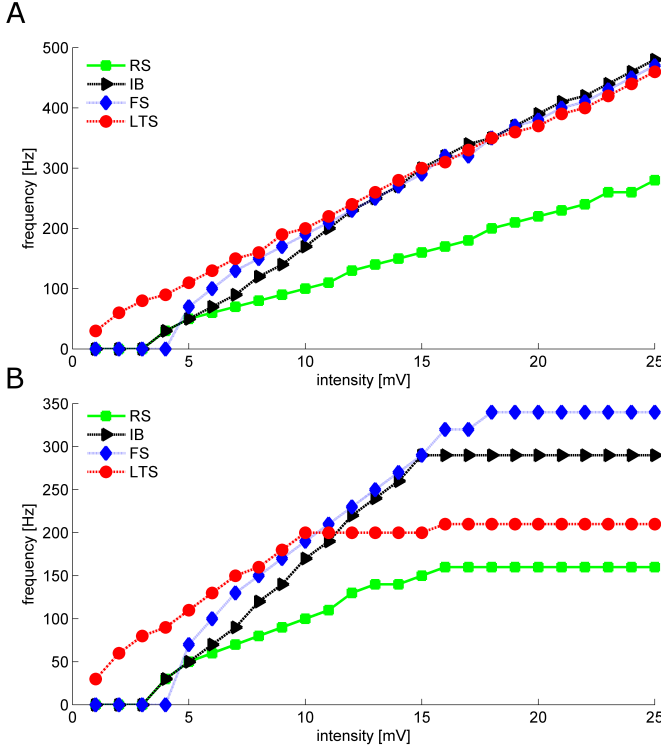 A
500
400
300
200
100
0
frequency [Hz]
RS
IB
FS
LTS
0 5 10 15 20 25
intensity [mV]
B
350
300
250
200
150
100
50
0
frequency [Hz]
RS
IB
FS
LTS
0 5 10 15 20 25
intensity [mV]